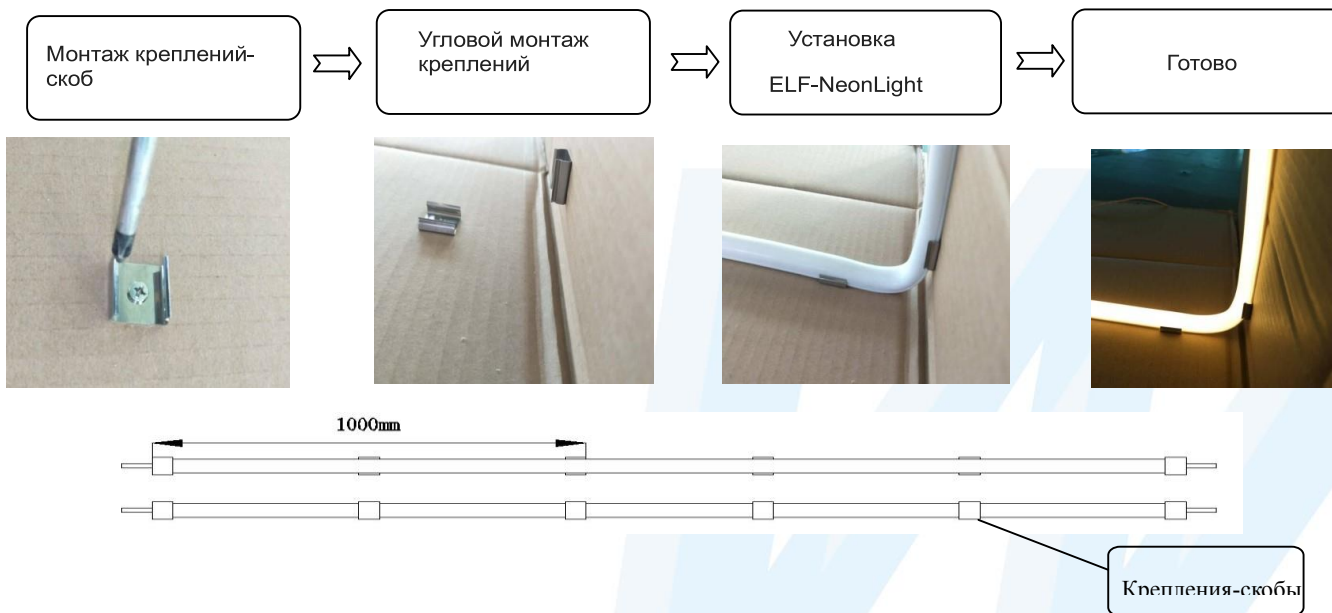 Монтаж креплений-
скоб
Угловой монтаж
креплений
Установка
ELF-NeonLight
Готово
1000mm
Крепления-скобы